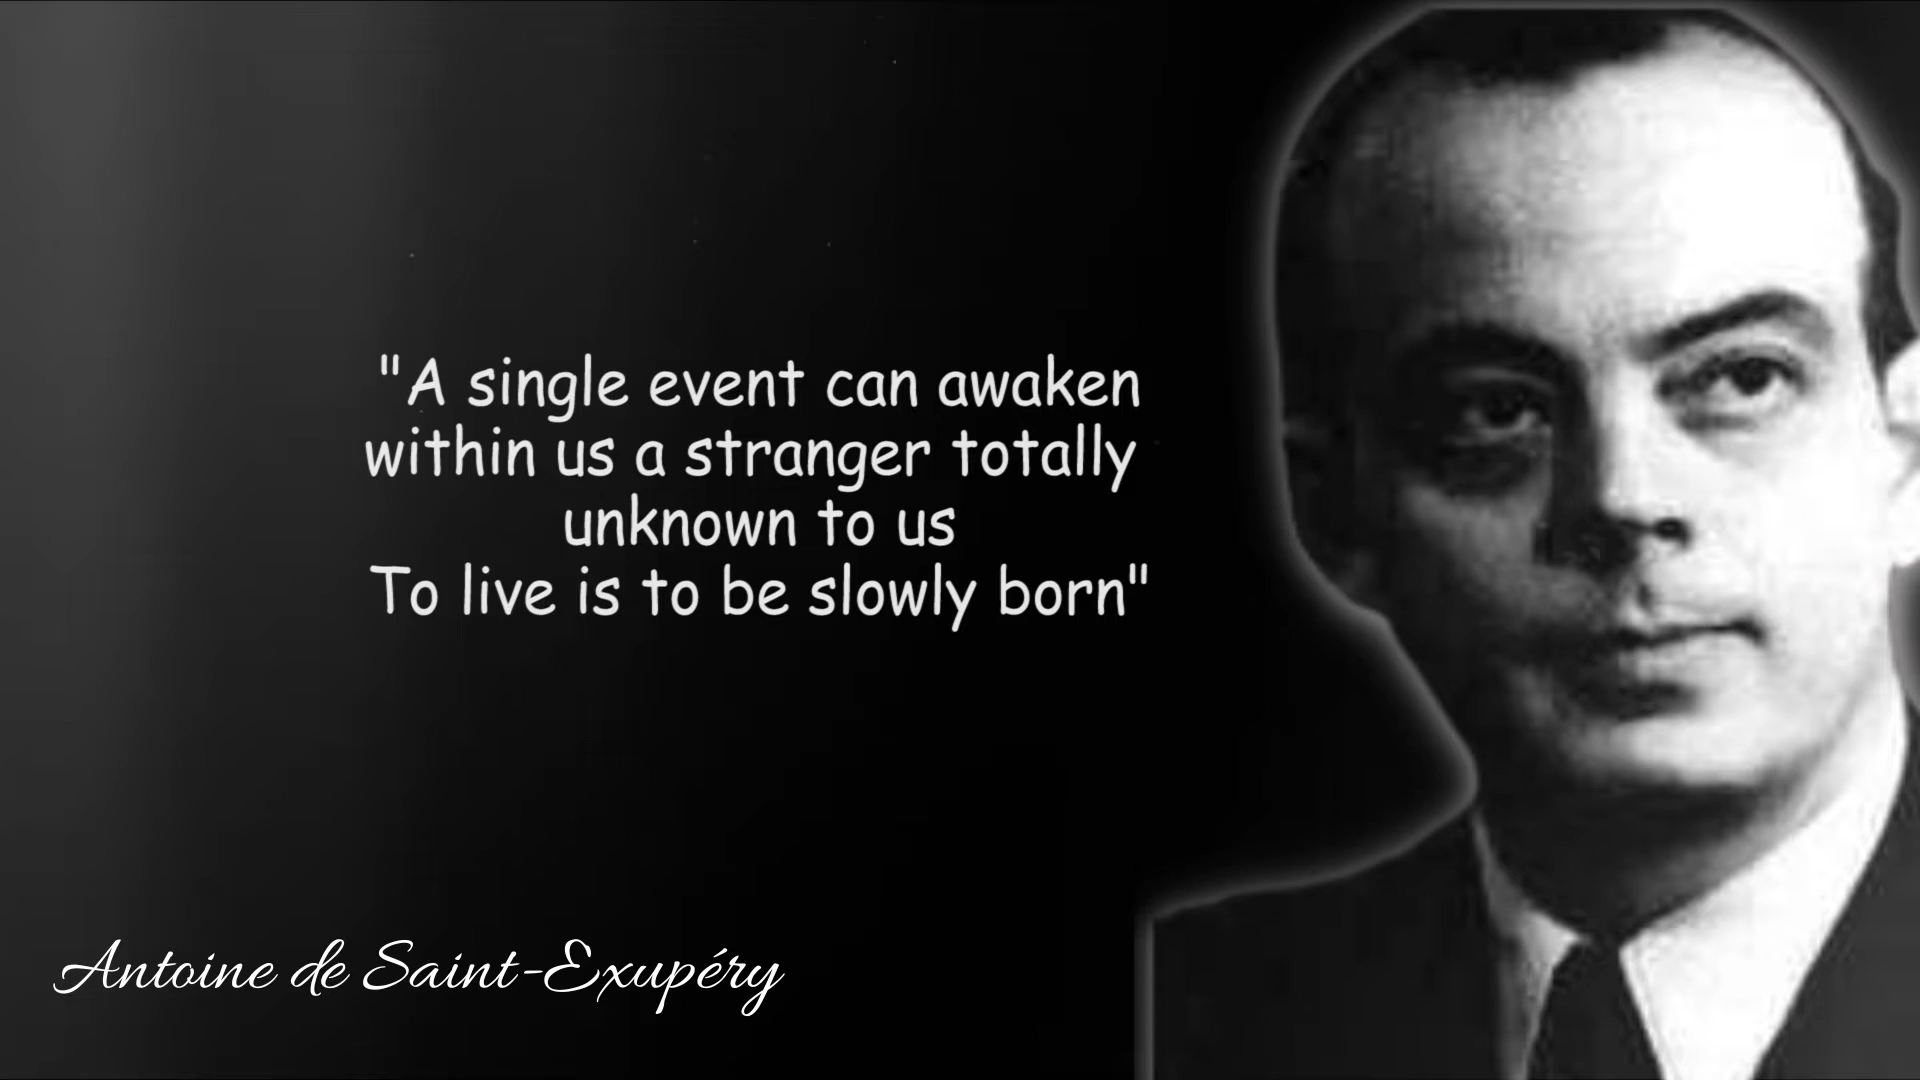 "A single event can awaken
within us a stranger totally
unknown to us
To live is to be slowly born"
Antoine de Saint-Exupéry